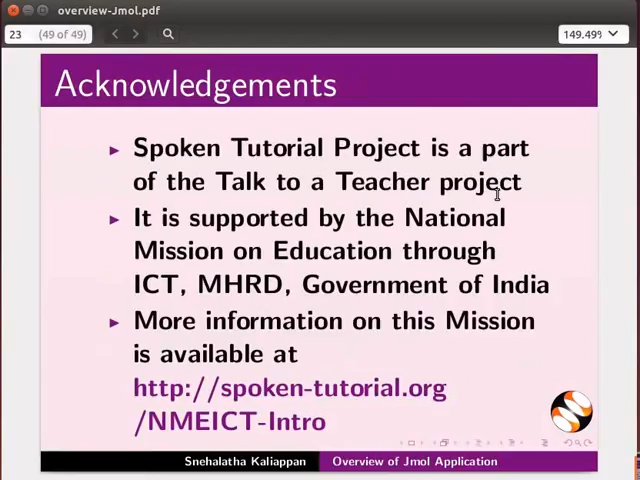 overview-Jmol.pdf
23 (49 of 49) 149.49%
Acknowledgements
Spoken Tutorial Project is a part
of the Talk to a Teacher project
It is supported by the National
Mission on Education through
ICT, MHRD, Government of India
More information on this Mission
is available at
http://spoken-tutorial.org
/NMEICT-Intro
Snehalatha Kaliappan Overview of Jmol Application